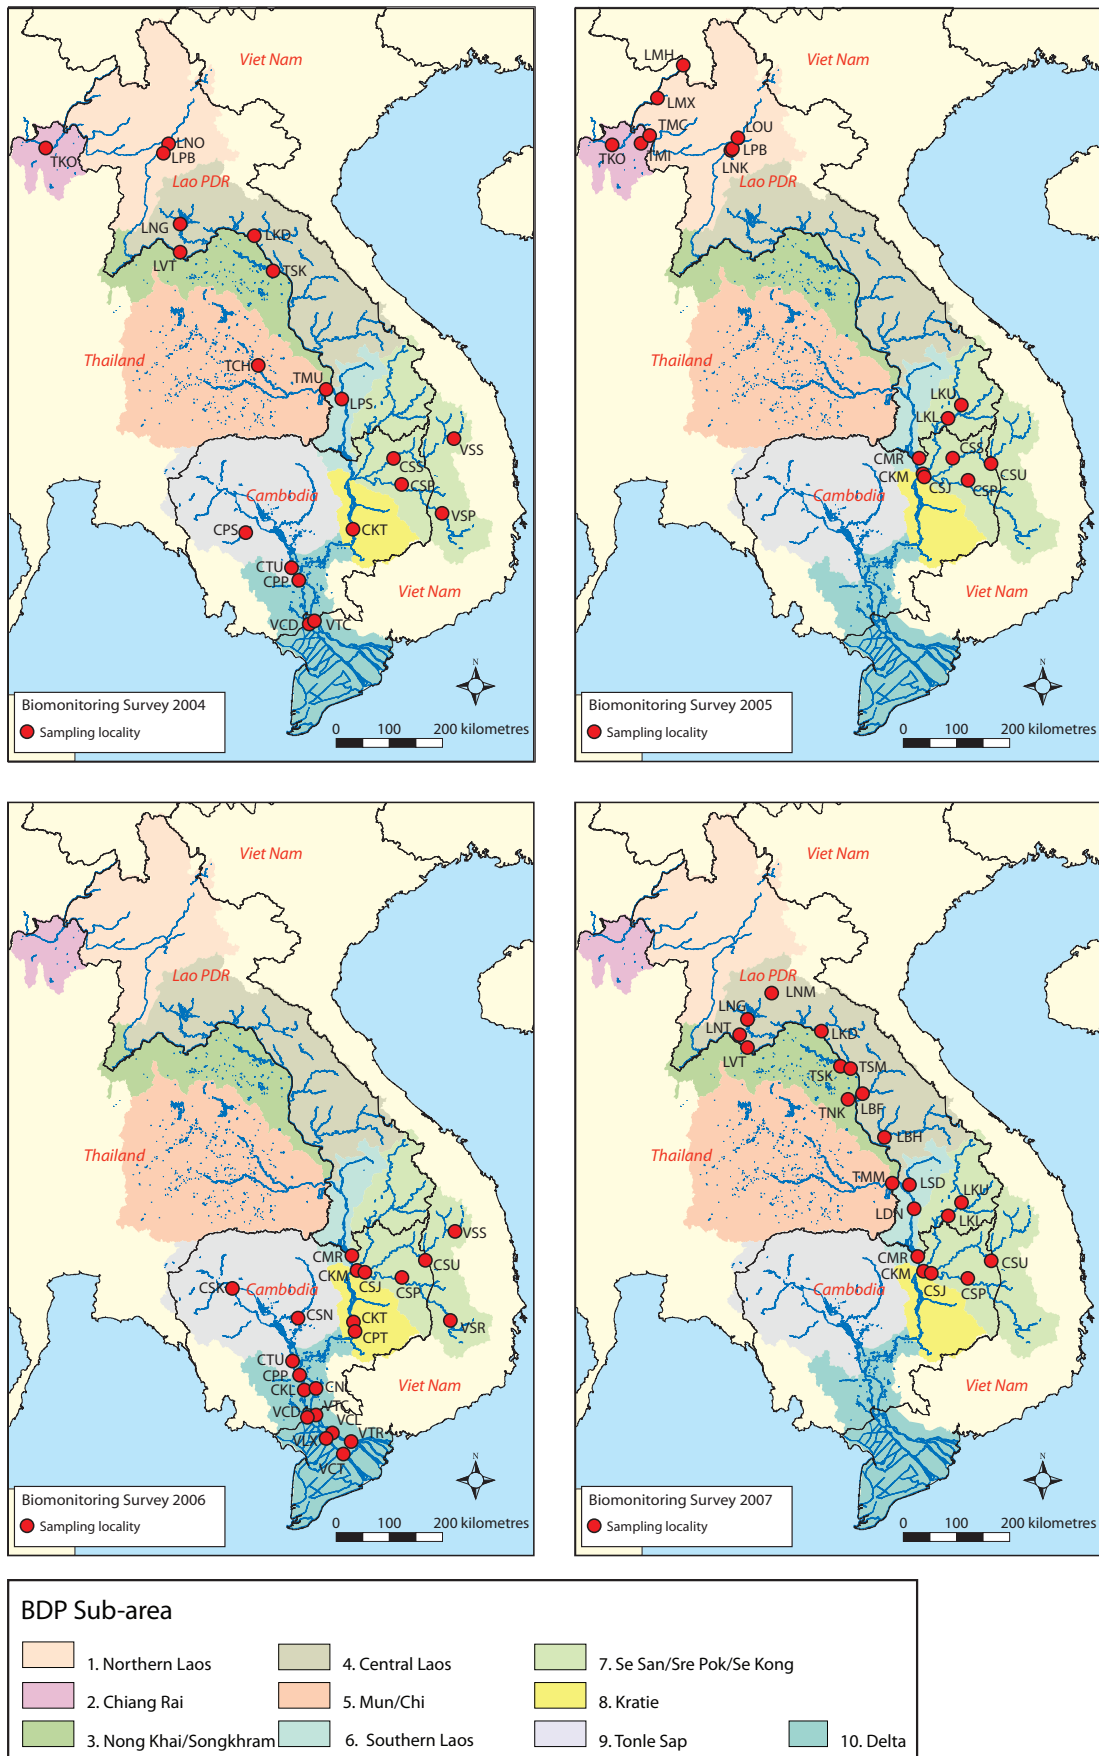 Viet Nam
LNO
TKO
LPB
Lao PDR
LNG
LKD
LVT
TSK
Thailand
TCH
TMU
LPS
VSS
CSS
CSP
Cambodia
VSP
CPS
CKT
CTU
CPP
Viet Nam
VCD
VTC
N
Biomonitoring Survey 2004
Sampling locality
0 100 200 kilometres
LMH
Viet Nam
LMX
TMC
LOU
TKO
TMI
LPB
LNK
Lao PDR
Thailand
LKU
LKL
CMR
CSS
CKM
CSJ
CSP
CSU
Cambodia
Viet Nam
N
Biomonitoring Survey 2005
Sampling locality
0 100 200 kilometres
Viet Nam
Lao PDR
Thailand
VSS
CMR
CSU
CKM
CSJ
CSP
CSK
Cambodia
CSN
CKT
VSR
CPT
CTU
CPP
CKL
CNL
Viet Nam
VCD
VTC
VCL
VLX
VTR
VCT
N
Biomonitoring Survey 2006
Sampling locality
0 100 200 kilometres
Viet Nam
Lao PDR
LNM
LNG
LNT
LKD
LVT
TSK
TSM
TNK
LBF
LBH
Thailand
TMM
LSD
LKU
LDN
LKL
CMR
CKM
CSU
CSJ
CSP
Cambodia
Viet Nam
N
Biomonitoring Survey 2007
Sampling locality
0 100 200 kilometres
BDP Sub-area
1. Northern Laos
4. Central Laos
7. Se San/Sre Pok/Se Kong
2. Chiang Rai
5. Mun/Chi
8. Kratie
3. Nong Khai/Songkhram
6. Southern Laos
9. Tonle Sap
10. Delta